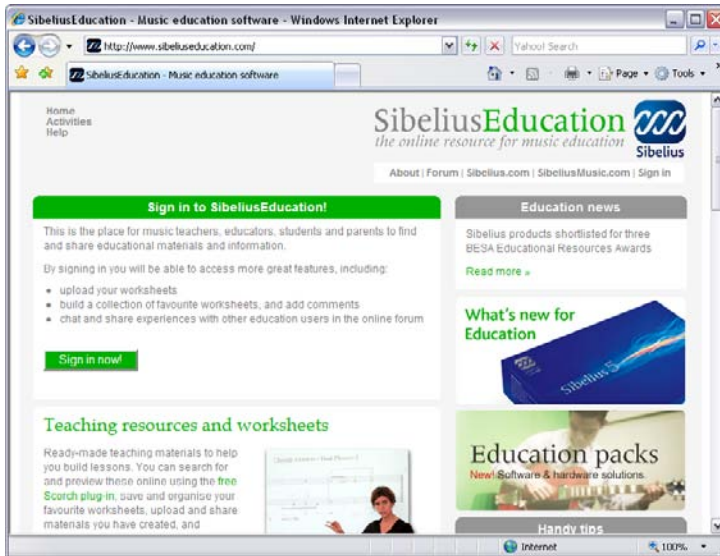 SibeliusEducation - Music education software - Windows Internet Explorer
http://www.sibeliuseducation.com/
Yahoo! Search
SibeliusEducation - Music education software
Page
Tools
Home
Activities
Help
SibeliusEducation
the online resource for music education
Sibelius
About | Forum | Sibelius.com | SibeliusMusic.com | Sign in
Sign in to SibeliusEducation!
This is the place for music teachers, educators, students and parents to find
and share educational materials and information.
By signing in you will be able to access more great features, including:
• upload your worksheets
• build a collection of favourite worksheets, and add comments
• chat and share experiences with other education users in the online forum
Sign in now!
Education news
Sibelius products shortlisted for three
BESA Educational Resources Awards
Read more »
What's new for
Education
Sibelius 5
Teaching resources and worksheets
Ready-made teaching materials to help
you build lessons. You can search for
and preview these online using the free
Scorch plug-in, save and organise your
favourite worksheets, upload and share
materials you have created, and
Education packs
New! Software & hardware solutions.
Handy tips
Internet
100%